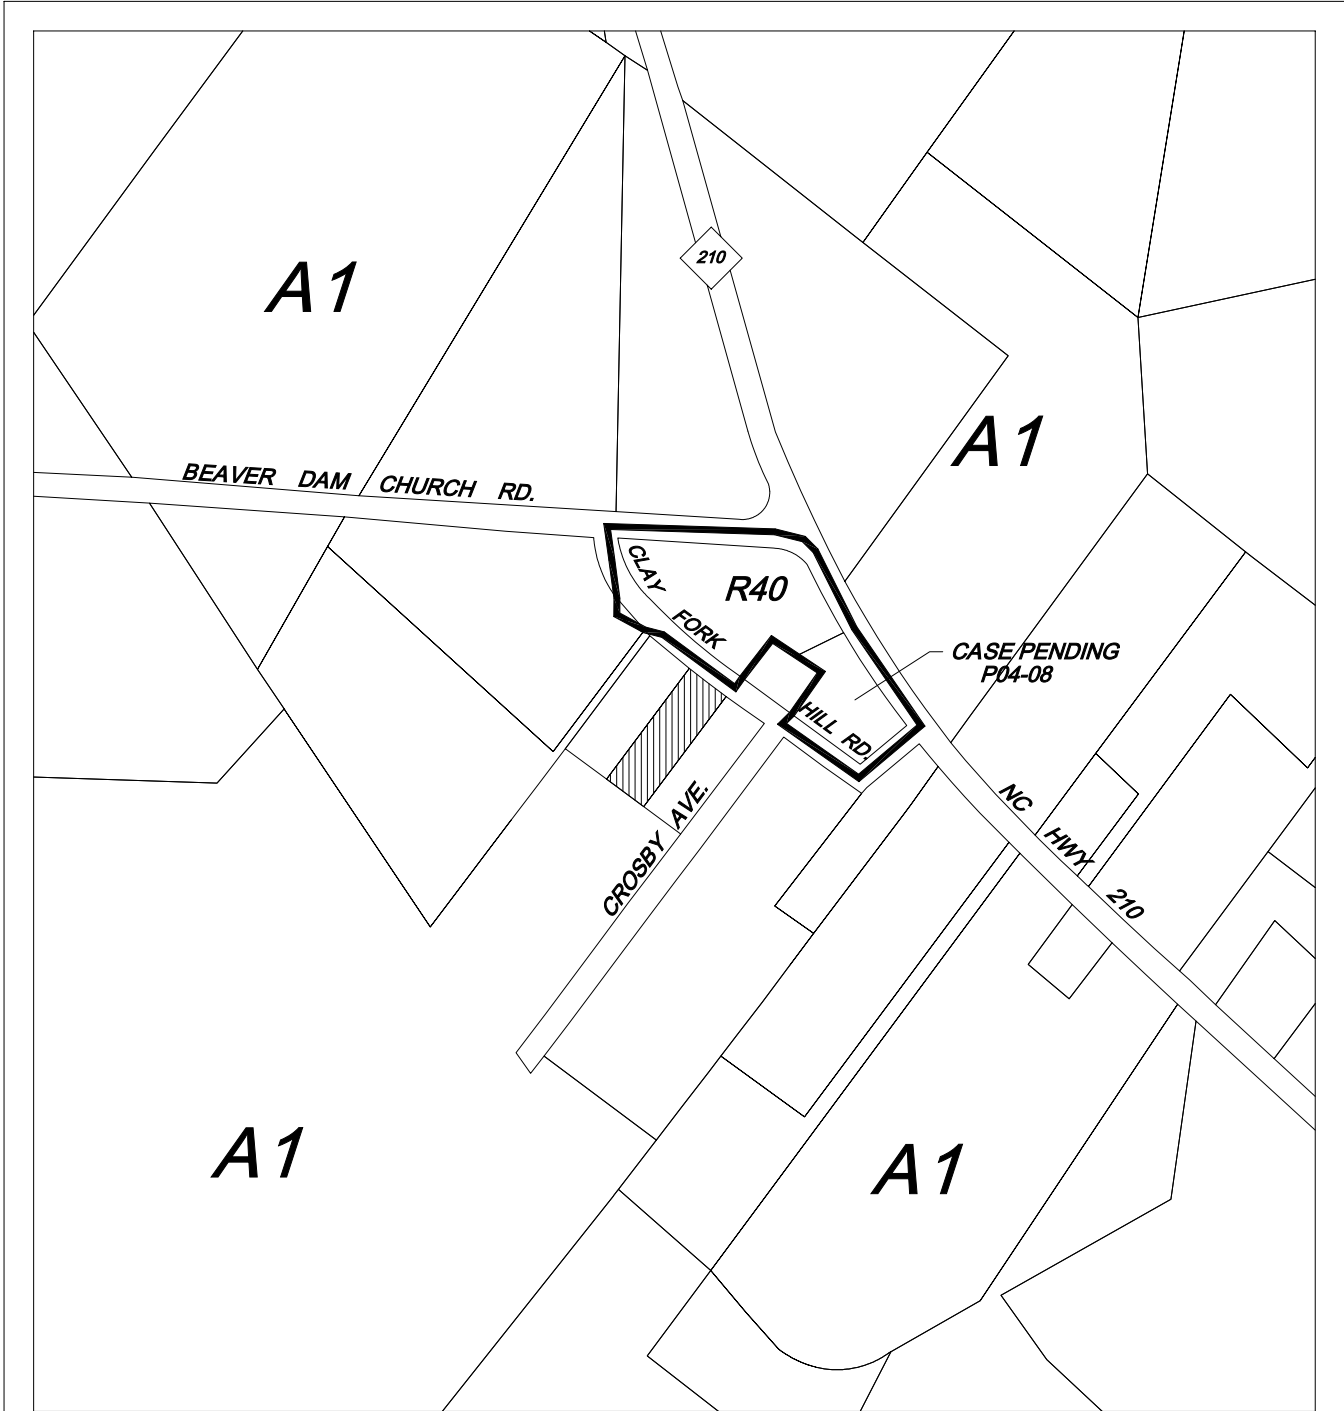 210
A1
A1
BEAVER DAM CHURCH RD.
CLAY FORK HILL RD.
R40
CASE PENDING
P04-08
NC HWY 210
CROSBY AVE.
A1
A1